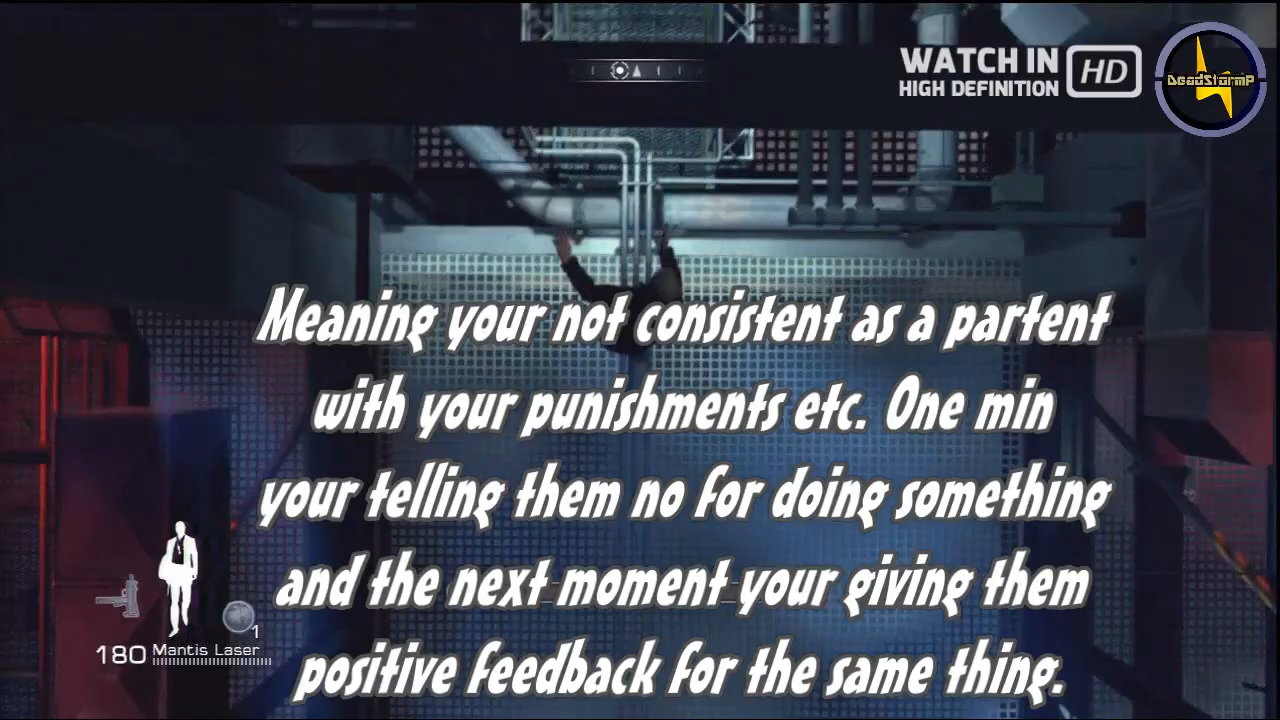 WATCH IN
HIGH DEFINITION
HD
DeadStormP
Meaning your not consistent as a partent
with your punishments etc. One min
your telling them no for doing something
and the next moment your giving them
positive feedback for the same thing.
1
180 Mantis Laser